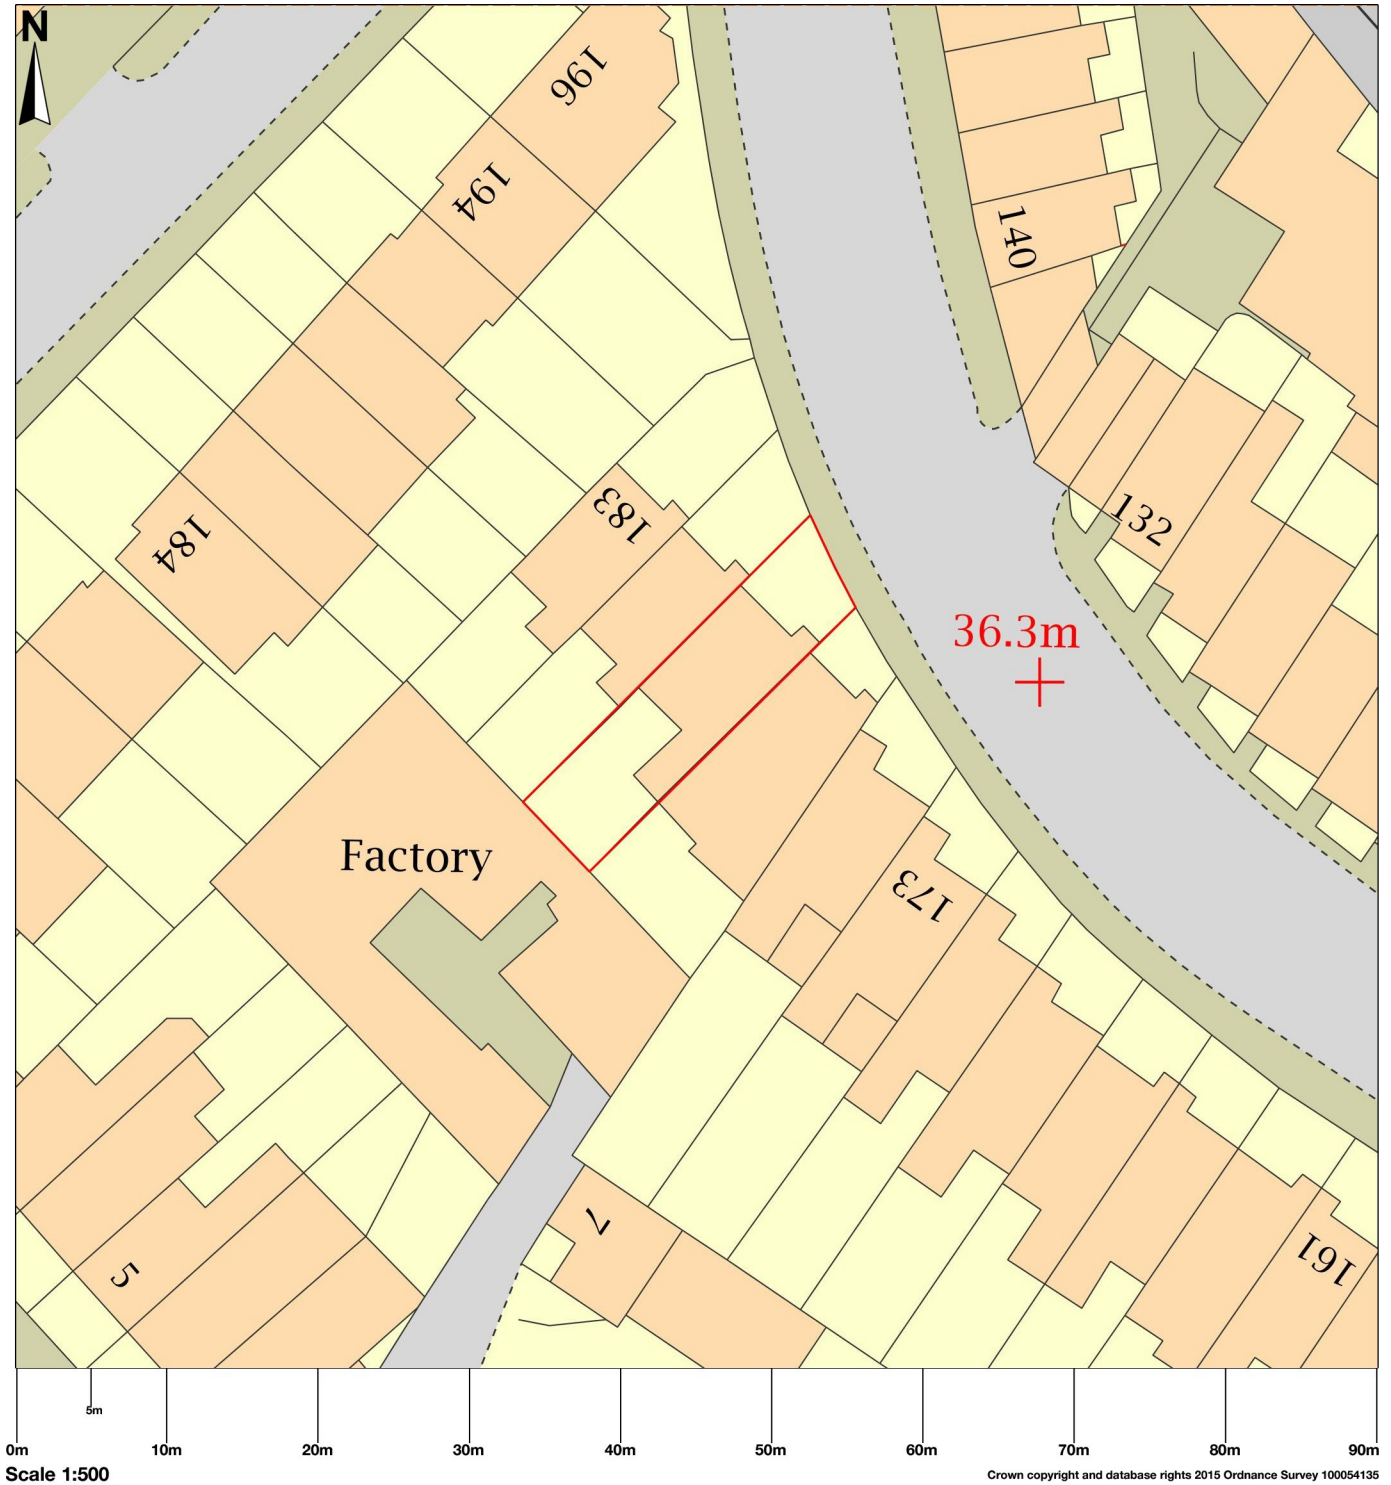 N
196
194
140
183
184
132
36.3m
Factory
173
7
161
5
5m
0m 10m 20m 30m 40m 50m 60m 70m 80m 90m
Scale 1:500
Crown copyright and database rights 2015 Ordnance Survey 100054135